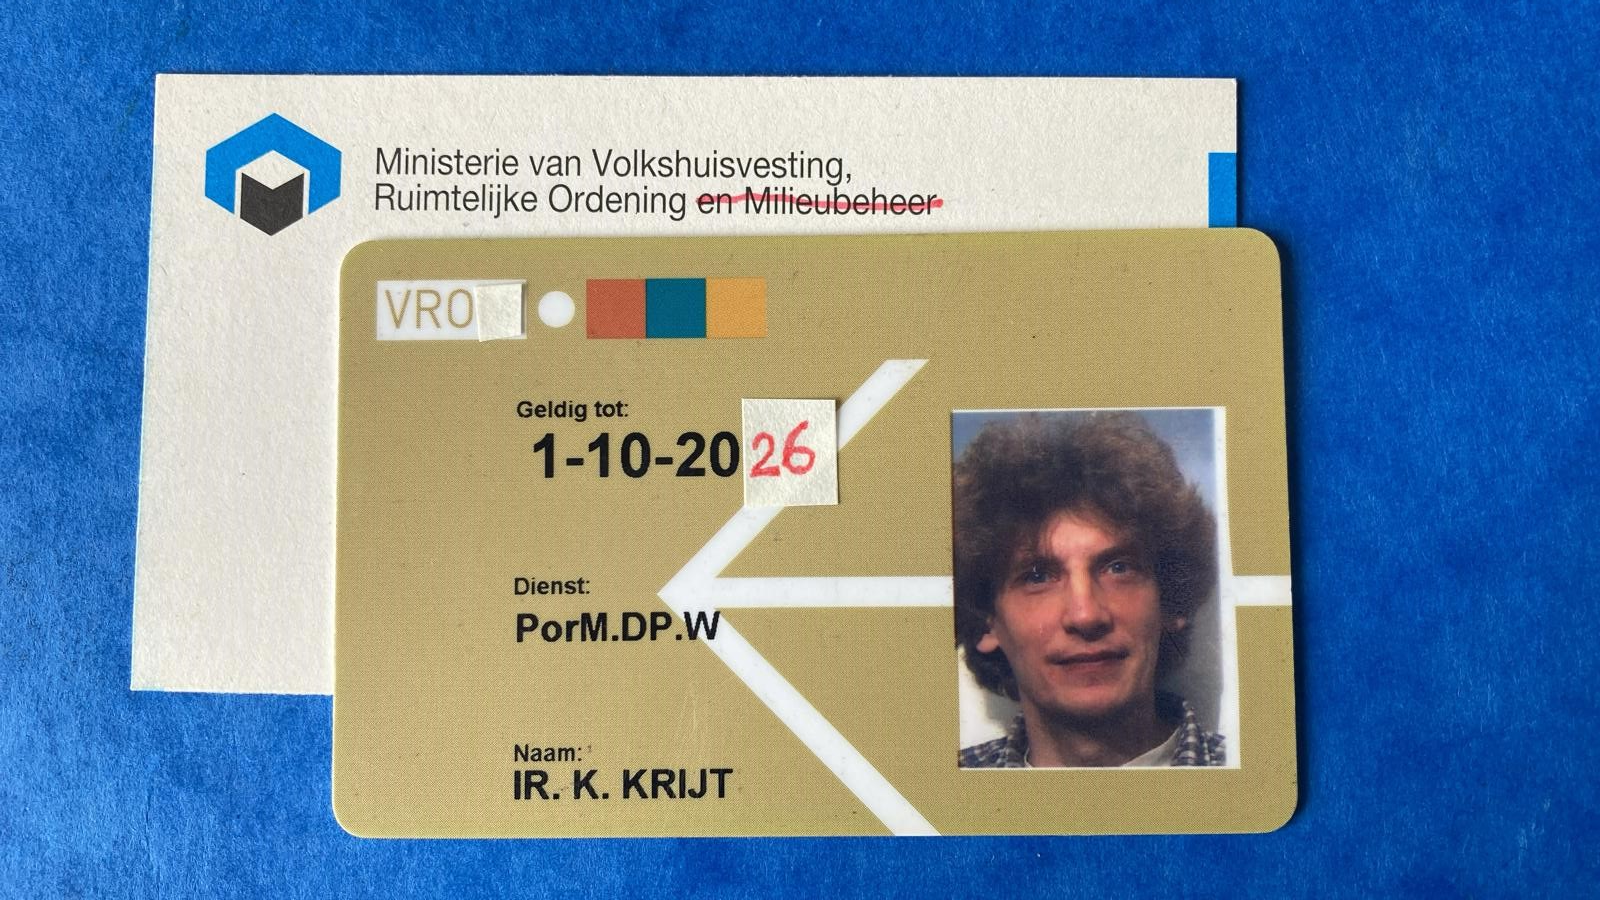 Ministerie van Volkshuisvesting,
Ruimtelijke Ordening en Milieubeheer
VRO
Geldig tot:
1-10-2026
Dienst:
PorM.DP.W
Naam:
IR. K. KRIJT